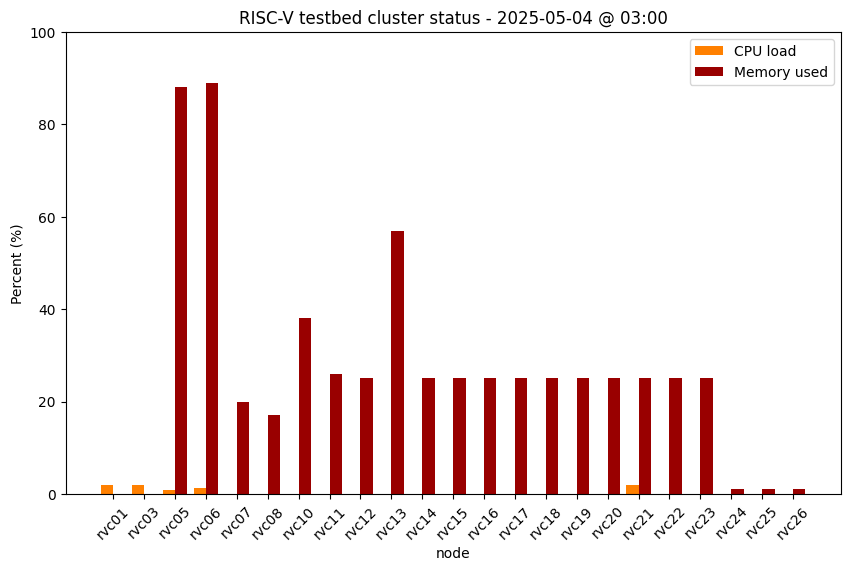 RISC-V testbed cluster status - 2025-05-04 @ 03:00
CPU load
Memory used
Percent (%)
100
80
60
40
20
0
rvc01 rvc03 rvc05 rvc06 rvc07 rvc08 rvc10 rvc11 rvc12 rvc13 rvc14 rvc15 rvc16 rvc17 rvc18 rvc19 rvc20 rvc21 rvc22 rvc23 rvc24 rvc25 rvc26
node